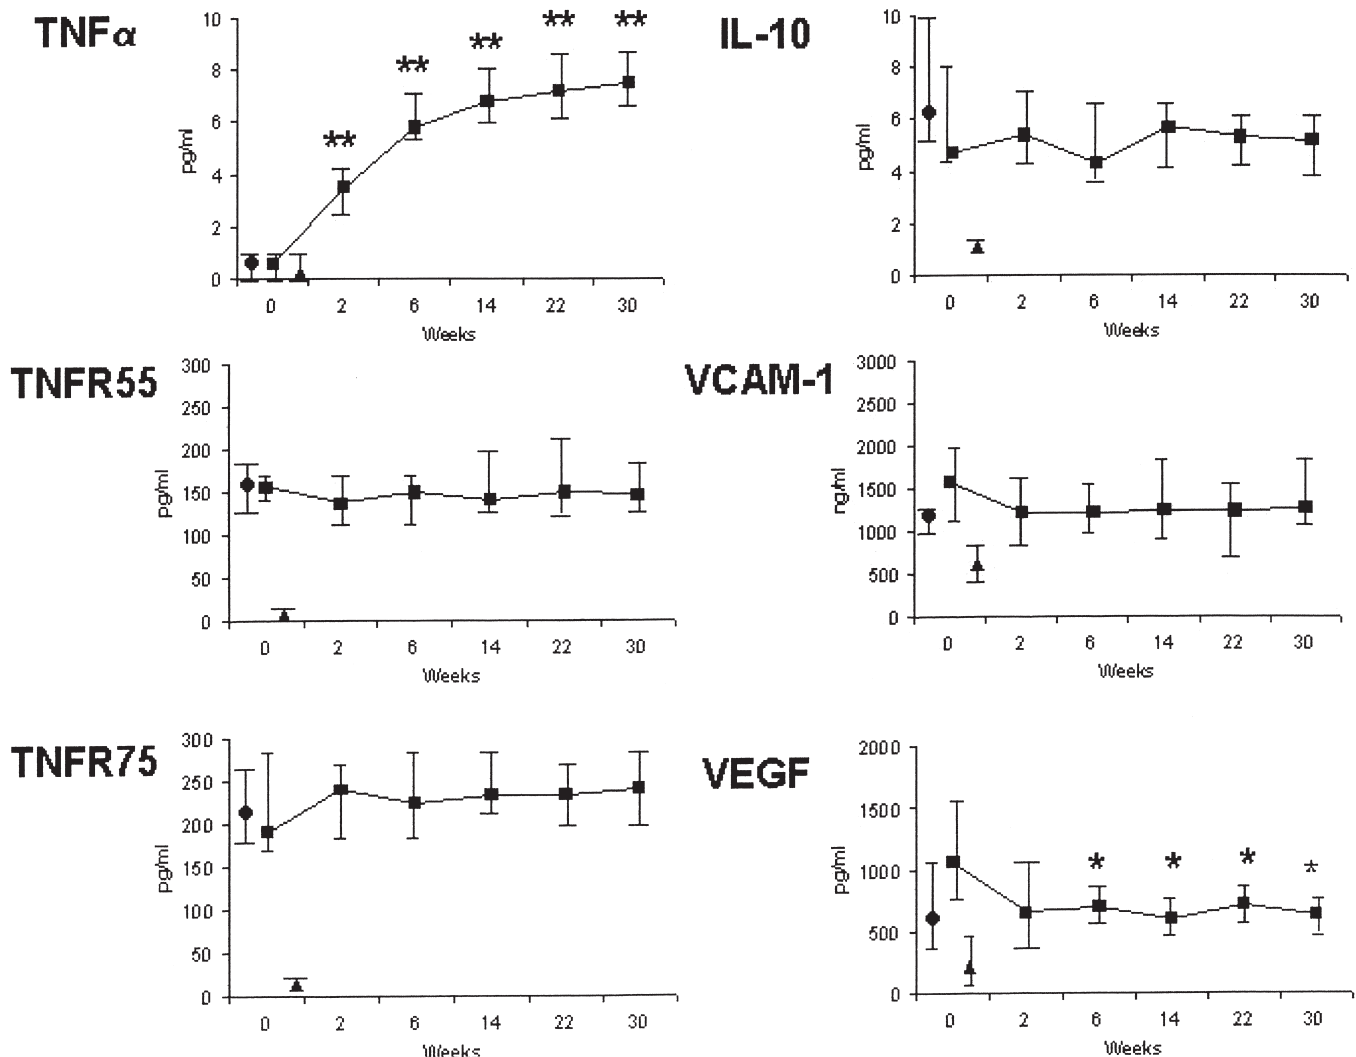 TNFα
10
8
6
4
2
0
pg/ml
** ** ** ** **
0 2 6 14 22 30
Weeks
IL-10
10
8
6
4
2
0
pg/ml
0 2 6 14 22 30
Weeks
TNFR55
300
250
200
150
100
50
0
pg/ml
0 2 6 14 22 30
Weeks
VCAM-1
3000
2500
2000
1500
1000
500
0
ng/ml
0 2 6 14 22 30
Weeks
TNFR75
300
250
200
150
100
50
0
pg/ml
0 2 6 14 22 30
Weeks
VEGF
2000
1500
1000
500
0
pg/ml
* * * *
0 2 6 14 22 30
Weeks